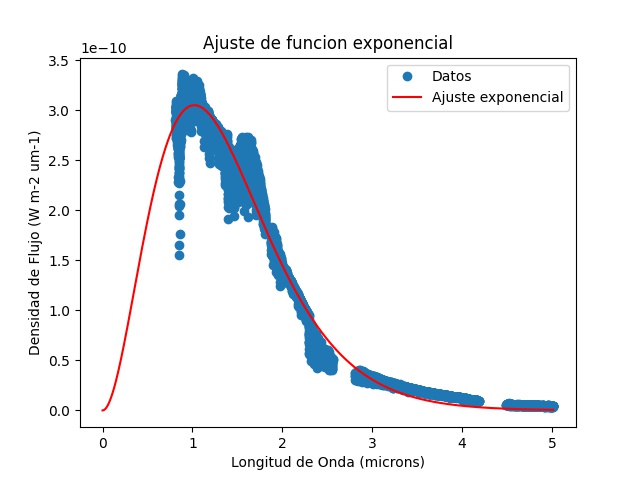 Ajuste de funcion exponencial
1e−10
3.5
3.0
2.5
2.0
1.5
1.0
0.5
0.0
Densidad de Flujo (W m-2 um-1)
Datos
Ajuste exponencial
0 1 2 3 4 5
Longitud de Onda (microns)